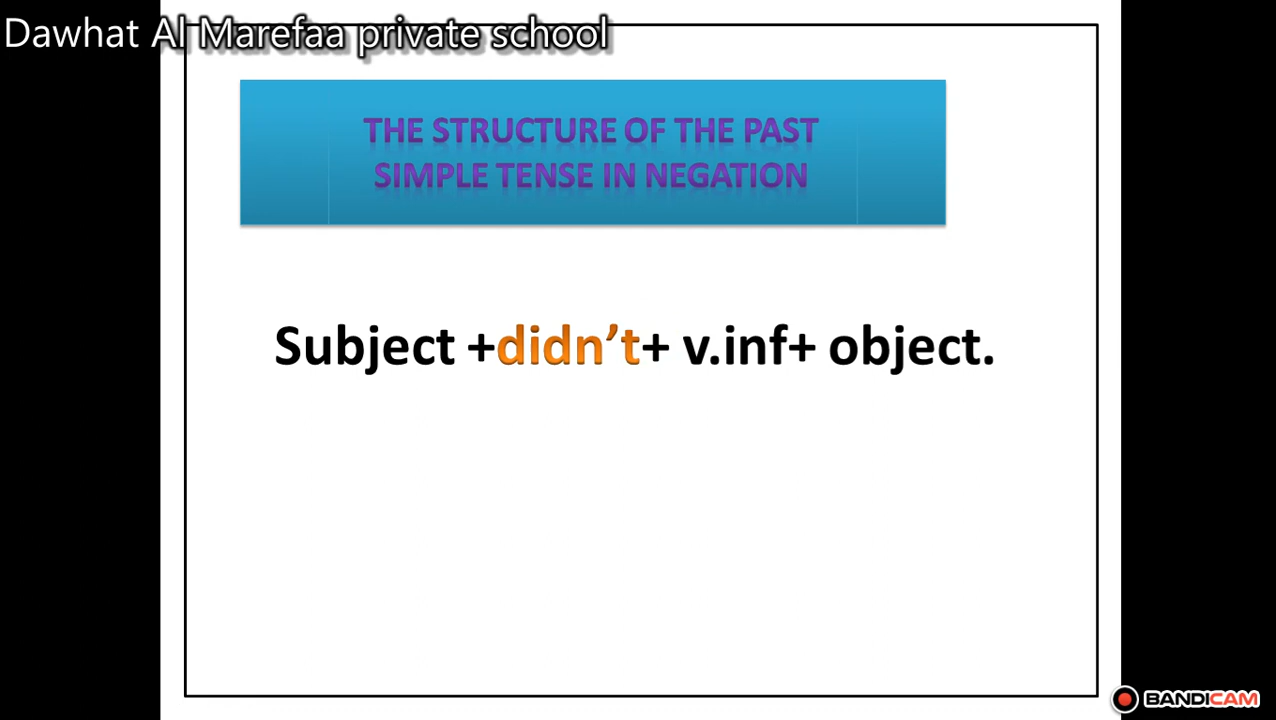 Dawhat Al Marefaa private school
THE STRUCTURE OF THE PAST
SIMPLE TENSE IN NEGATION
Subject +didn’t+ v.inf+ object.
BANDICAM